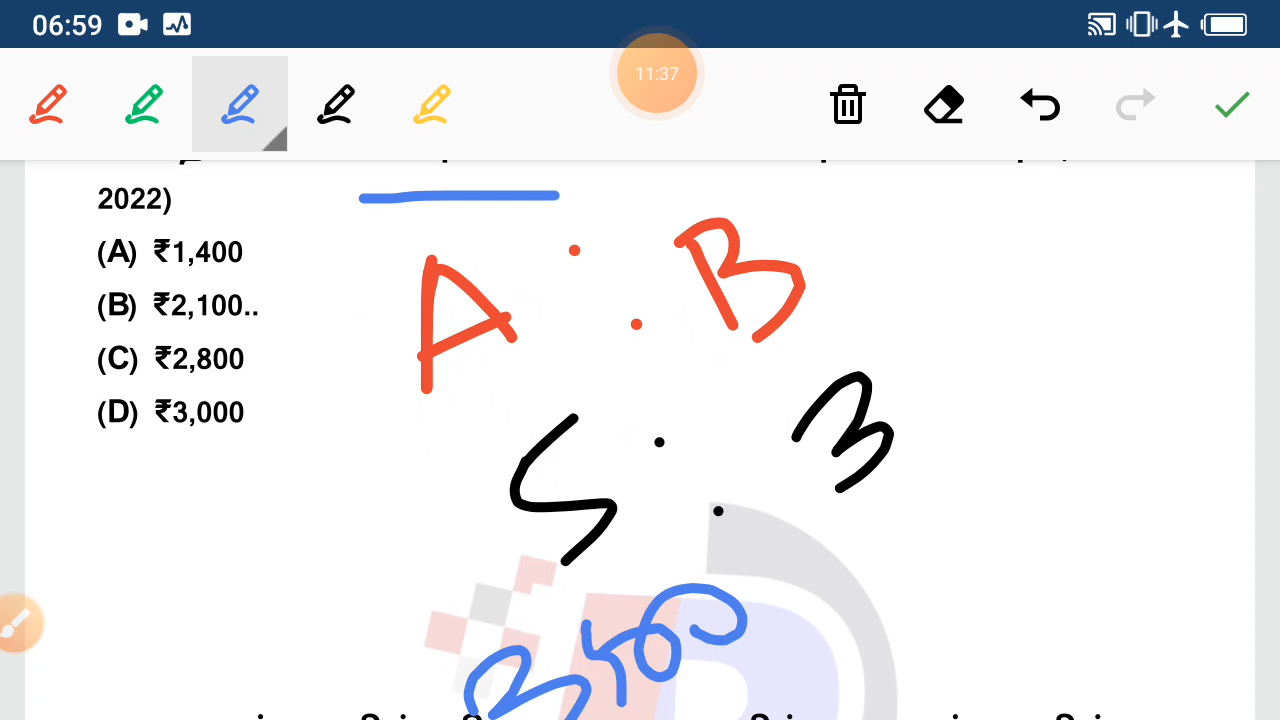 06:59
11:37
2022)
(A) ₹1,400
(B) ₹2,100..
(C) ₹2,800
(D) ₹3,000
A : B
5 : 3